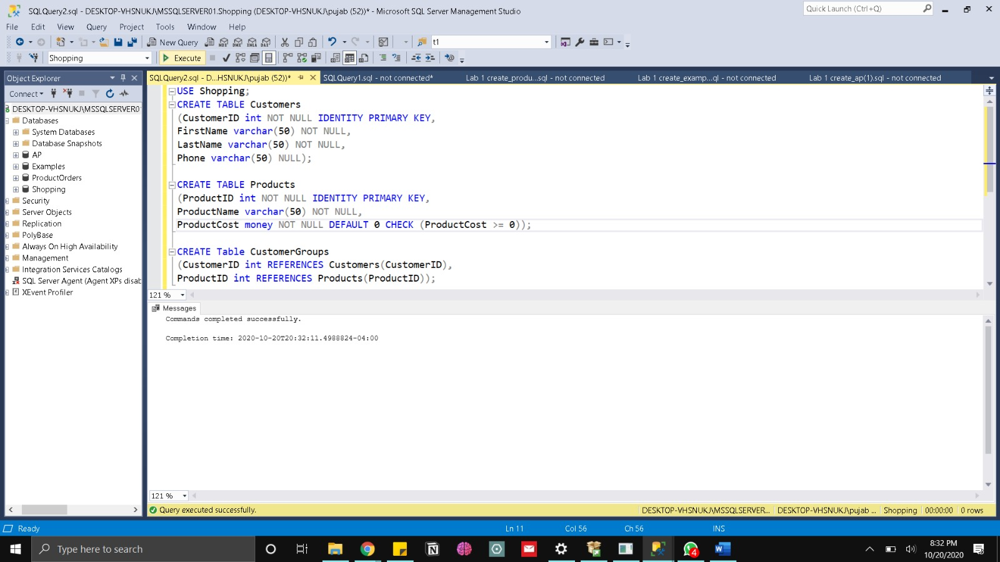 SQLQuery2.sql - DESKTOP-VHSNUKJ\MSSQLSERVER01.Shopping (DESKTOP-VHSNUKJ\pujab (52))* - Microsoft SQL Server Management Studio
Quick Launch (Ctrl+Q)
File Edit View Query Project Tools Window Help
New Query
t1
Shopping
Execute
Object Explorer
SQLQuery2.sql - D...HSNUKJ\pujab (52))*
SQLQuery1.sql - not connected*
Lab 1 create_produ...sql - not connected
Lab 1 create_examp...ql - not connected
Lab 1 create_ap(1).sql - not connected
Connect
DESKTOP-VHSNUKJ\MSSQLSERVER0
Databases
System Databases
Database Snapshots
AP
Examples
ProductOrders
Shopping
Security
Server Objects
Replication
PolyBase
Always On High Availability
Management
Integration Services Catalogs
SQL Server Agent (Agent XPs disab
XEvent Profiler
USE Shopping;
CREATE TABLE Customers
(CustomerID int NOT NULL IDENTITY PRIMARY KEY,
FirstName varchar(50) NOT NULL,
LastName varchar(50) NOT NULL,
Phone varchar(50) NULL);
CREATE TABLE Products
(ProductID int NOT NULL IDENTITY PRIMARY KEY,
ProductName varchar(50) NOT NULL,
ProductCost money NOT NULL DEFAULT 0 CHECK (ProductCost >= 0));
CREATE Table CustomerGroups
(CustomerID int REFERENCES Customers(CustomerID),
ProductID int REFERENCES Products(ProductID));
121 %
Messages
Commands completed successfully.
Completion time: 2020-10-20T20:32:11.4988824-04:00
121 %
Query executed successfully.
DESKTOP-VHSNUKJ\MSSQLSERVER...
DESKTOP-VHSNUKJ\pujab ...
Shopping
00:00:00
0 rows
Ready
Ln 11
Col 56
Ch 56
INS
Type here to search
4
8:32 PM
10/20/2020